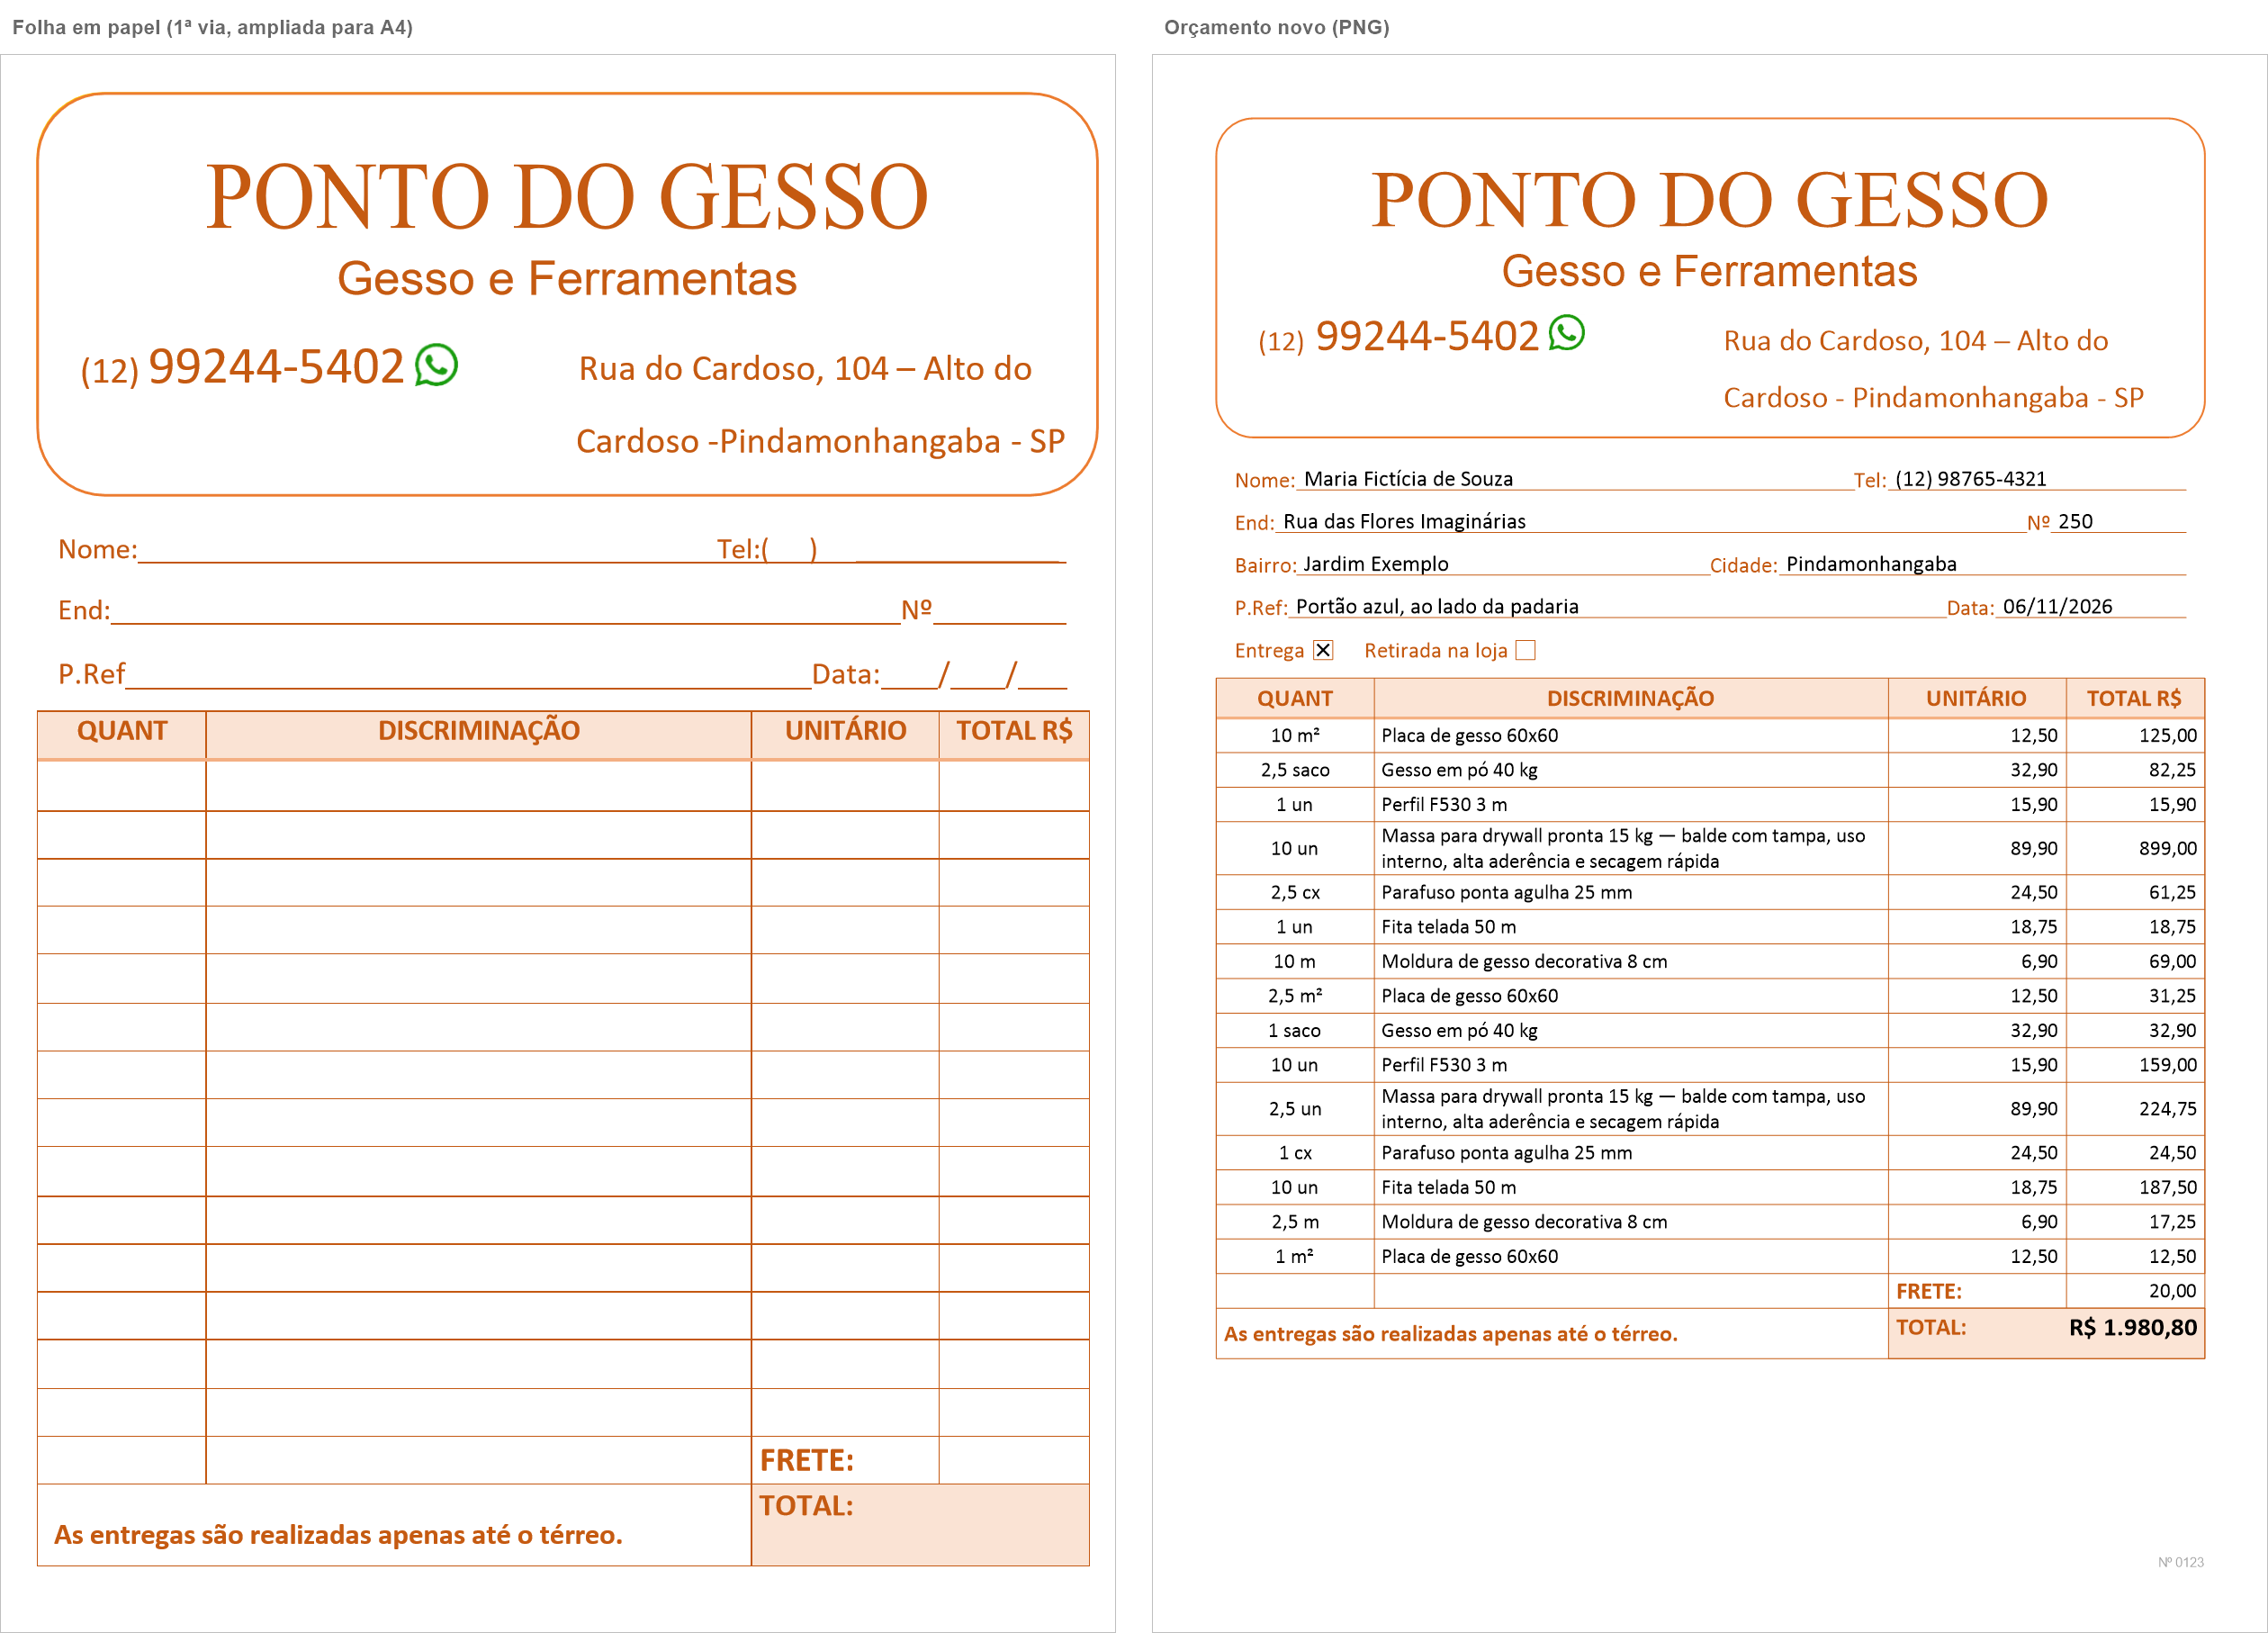 Folha em papel (1ª via, ampliada para A4)
PONTO DO GESSO
Gesso e Ferramentas
(12) 99244-5402
Rua do Cardoso, 104 – Alto do
Cardoso -Pindamonhangaba - SP
Nome: Tel:( )
End: Nº
P.Ref Data: / /
QUANT DISCRIMINAÇÃO UNITÁRIO TOTAL R$
FRETE:
TOTAL:
As entregas são realizadas apenas até o térreo.
Orçamento novo (PNG)
PONTO DO GESSO
Gesso e Ferramentas
(12) 99244-5402
Rua do Cardoso, 104 – Alto do
Cardoso - Pindamonhangaba - SP
Nome: Maria Fictícia de Souza Tel: (12) 98765-4321
End: Rua das Flores Imaginárias Nº 250
Bairro: Jardim Exemplo Cidade: Pindamonhangaba
P.Ref: Portão azul, ao lado da padaria Data: 06/11/2026
Entrega ☒ Retirada na loja ☐
QUANT DISCRIMINAÇÃO UNITÁRIO TOTAL R$
10 m² Placa de gesso 60x60 12,50 125,00
2,5 saco Gesso em pó 40 kg 32,90 82,25
1 un Perfil F530 3 m 15,90 15,90
10 un Massa para drywall pronta 15 kg — balde com tampa, uso
interno, alta aderência e secagem rápida 89,90 899,00
2,5 cx Parafuso ponta agulha 25 mm 24,50 61,25
1 un Fita telada 50 m 18,75 18,75
10 m Moldura de gesso decorativa 8 cm 6,90 69,00
2,5 m² Placa de gesso 60x60 12,50 31,25
1 saco Gesso em pó 40 kg 32,90 32,90
10 un Perfil F530 3 m 15,90 159,00
2,5 un Massa para drywall pronta 15 kg — balde com tampa, uso
interno, alta aderência e secagem rápida 89,90 224,75
1 cx Parafuso ponta agulha 25 mm 24,50 24,50
10 un Fita telada 50 m 18,75 187,50
2,5 m Moldura de gesso decorativa 8 cm 6,90 17,25
1 m² Placa de gesso 60x60 12,50 12,50
FRETE: 20,00
As entregas são realizadas apenas até o térreo. TOTAL: R$ 1.980,80
Nº 0123